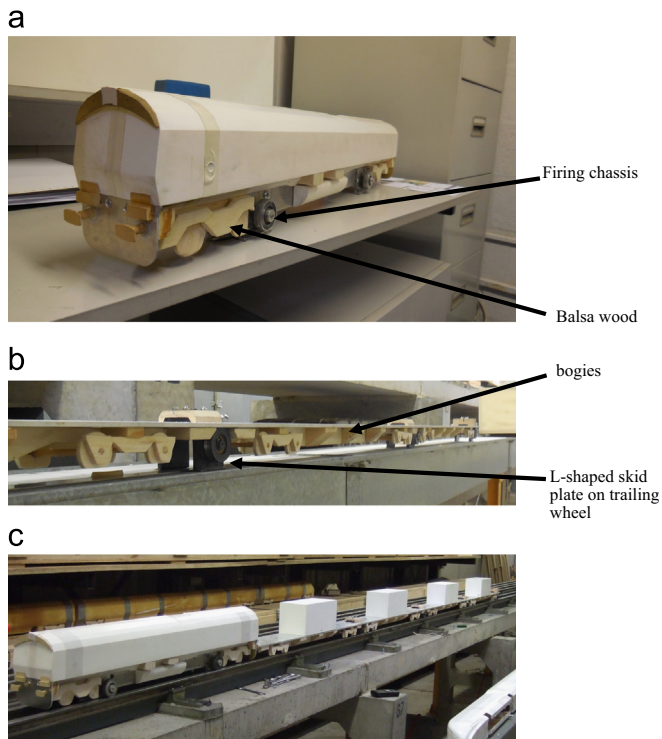 a
Firing chassis
Balsa wood
b
bogies
L-shaped skid
plate on trailing
wheel
c